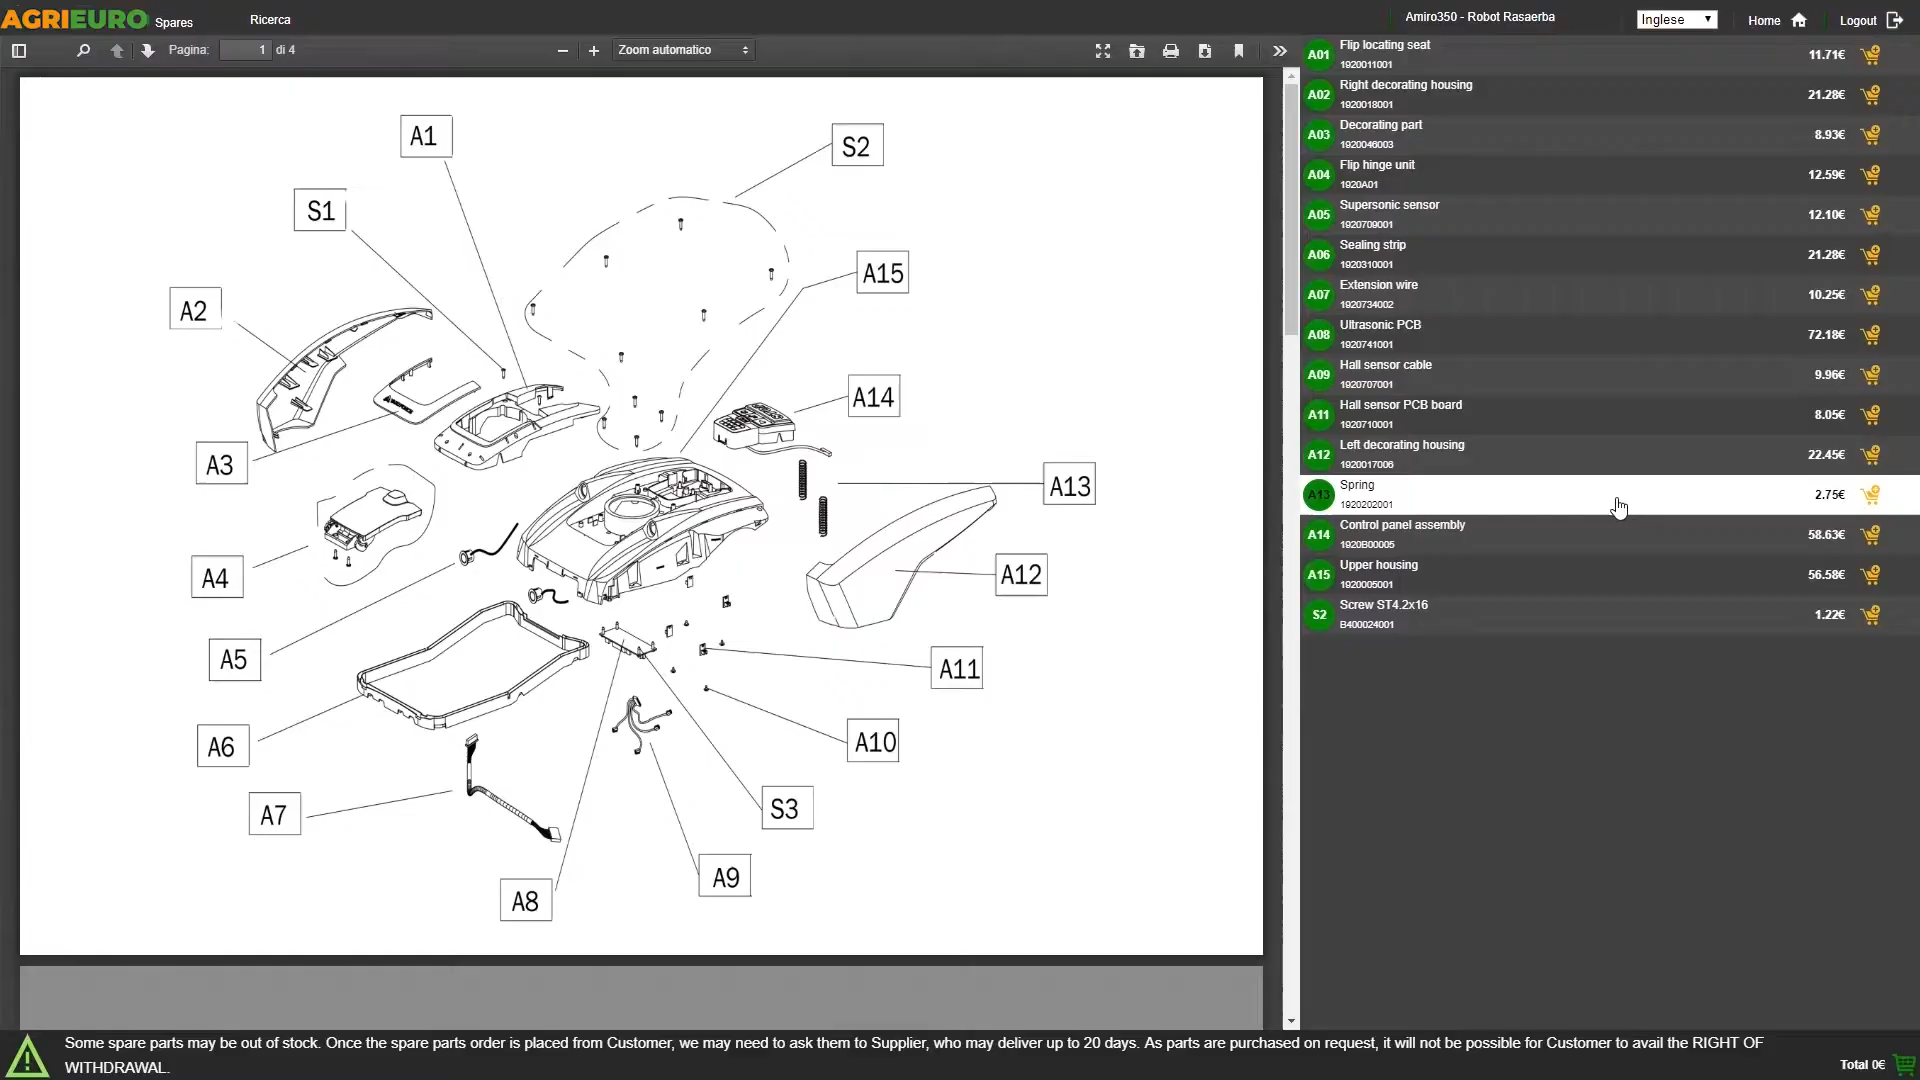 AGRIEURO Spares
Ricerca
Amiro350 - Robot Rasaerba
Inglese
Home
Logout
Pagina: 1 di 4
Zoom automatico
A1
S2
S1
A15
A2
A14
A3
A13
A4
A12
A5
A11
A6
A10
A7
S3
A9
A8
A01 Flip locating seat 11.71€
1920011001
A02 Right decorating housing 21.28€
1920018001
A03 Decorating part 8.93€
1920046003
A04 Flip hinge unit 12.59€
1920A01
A05 Supersonic sensor 12.10€
1920709001
A06 Sealing strip 21.28€
1920310001
A07 Extension wire 10.25€
1920734002
A08 Ultrasonic PCB 72.18€
1920741001
A09 Hall sensor cable 9.96€
1920707001
A11 Hall sensor PCB board 8.05€
1920710001
A12 Left decorating housing 22.45€
1920017006
A13 Spring 2.75€
1920202001
A14 Control panel assembly 58.63€
1920B00005
A15 Upper housing 56.58€
1920005001
S2 Screw ST4.2x16 1.22€
B400024001
Some spare parts may be out of stock. Once the spare parts order is placed from Customer, we may need to ask them to Supplier, who may deliver up to 20 days. As parts are purchased on request, it will not be possible for Customer to avail the RIGHT OF
WITHDRAWAL.
Total 0€